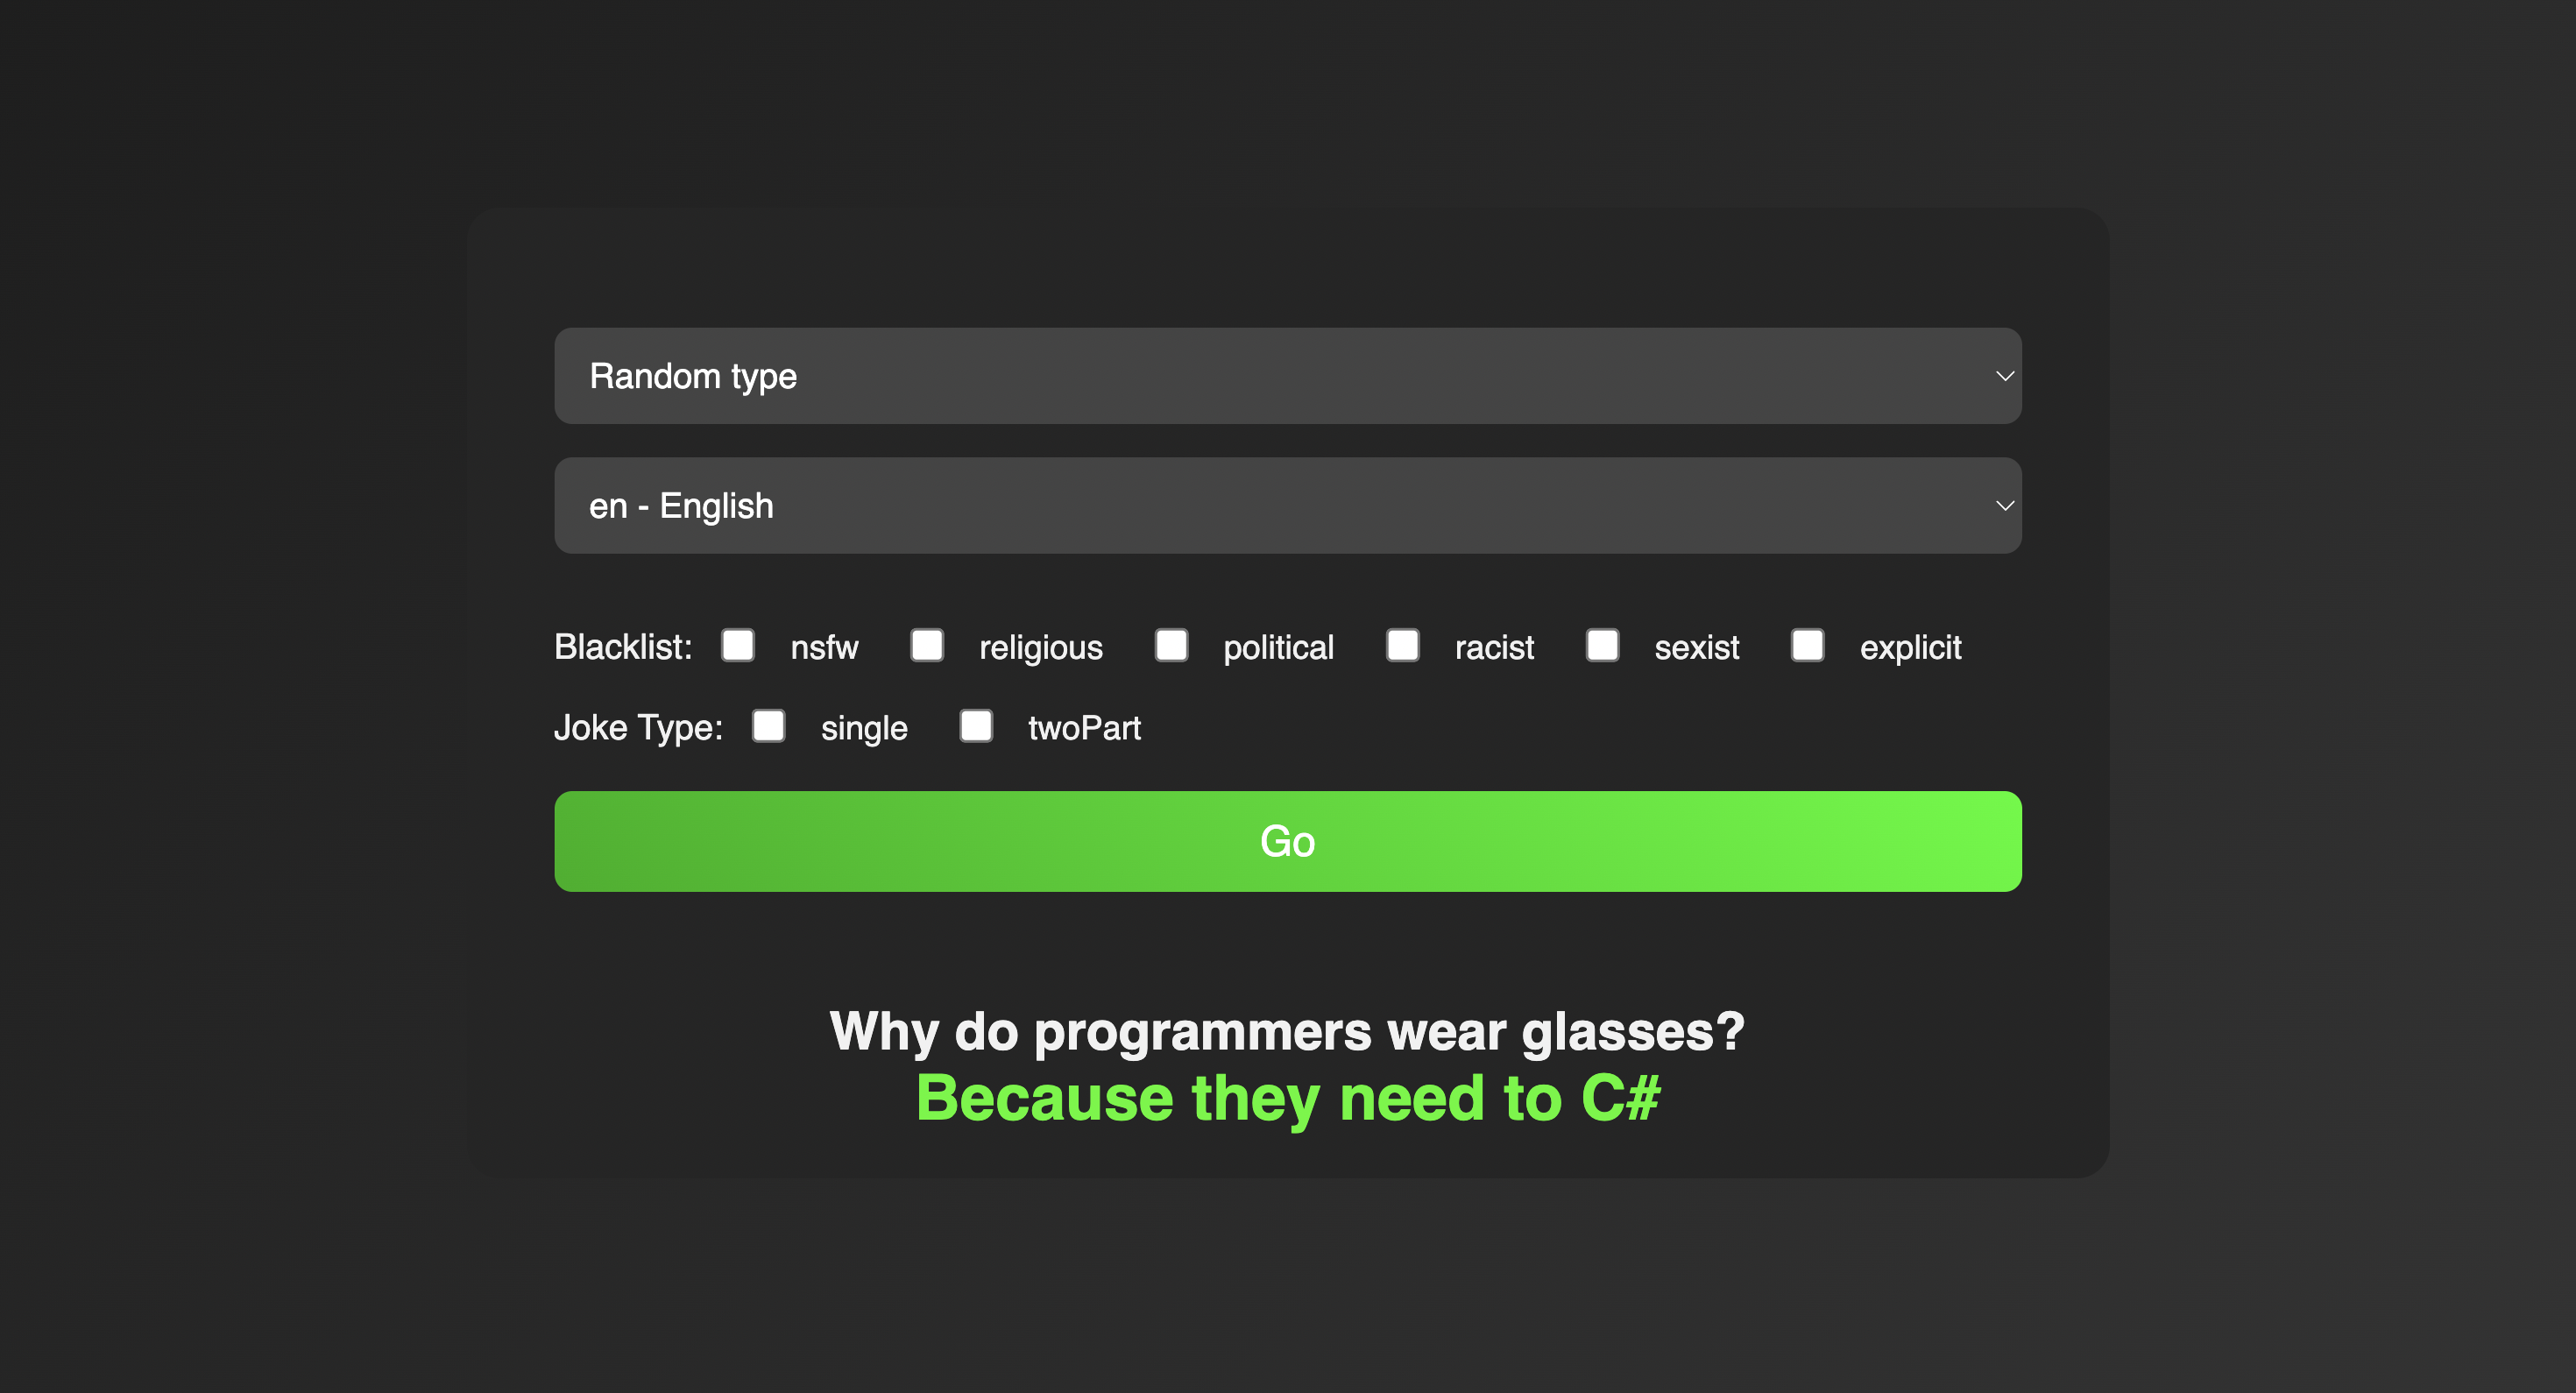 Random type
en - English
Blacklist: nsfw religious political racist sexist explicit
Joke Type: single twoPart
Go
Why do programmers wear glasses?
Because they need to C#